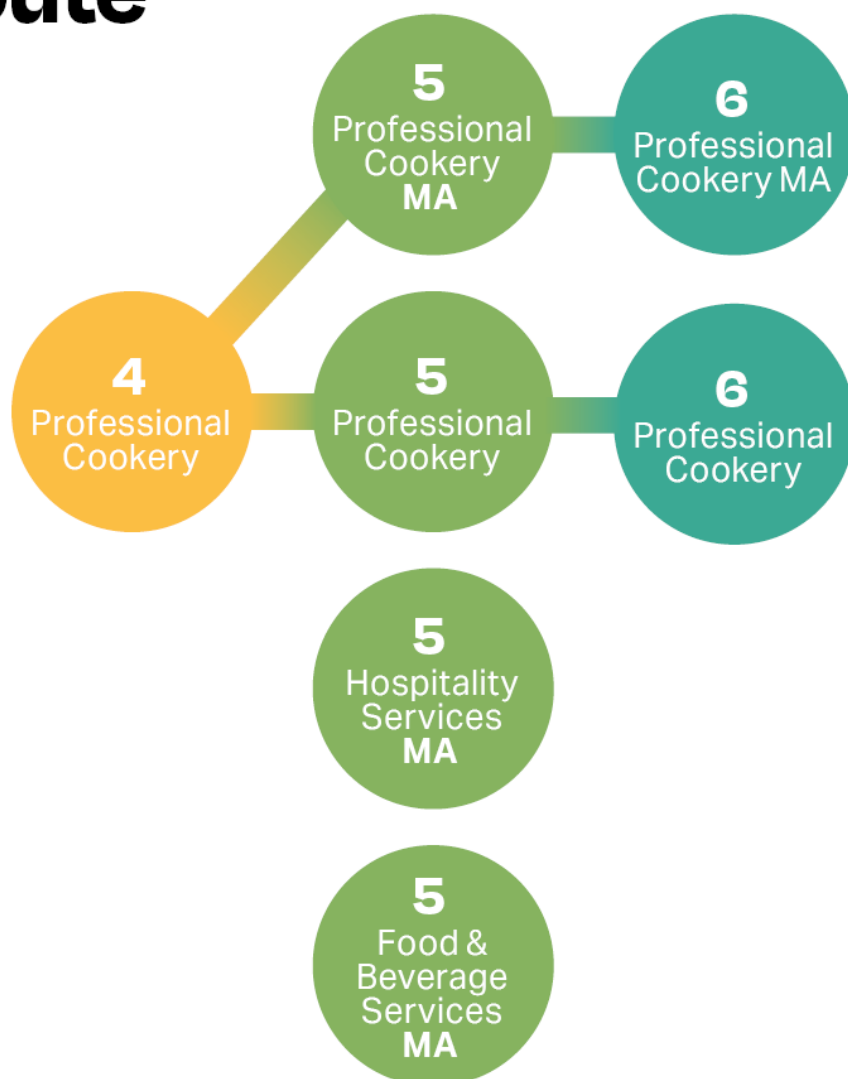 5
Professional
Cookery
MA
6
Professional
Cookery MA
4
Professional
Cookery
5
Professional
Cookery
6
Professional
Cookery
5
Hospitality
Services
MA
5
Food &
Beverage
Services
MA